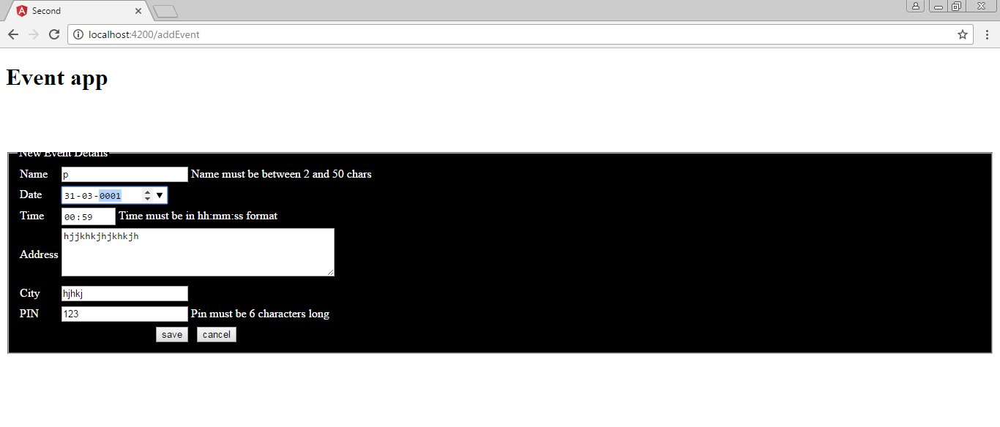 Second
localhost:4200/addEvent
Event app
New Event Details
Name p Name must be between 2 and 50 chars
Date 31-03-0001
Time 00:59 Time must be in hh:mm:ss format
Address hjjkhkjhjkhkjh
City hjhkj
PIN 123 Pin must be 6 characters long
save cancel